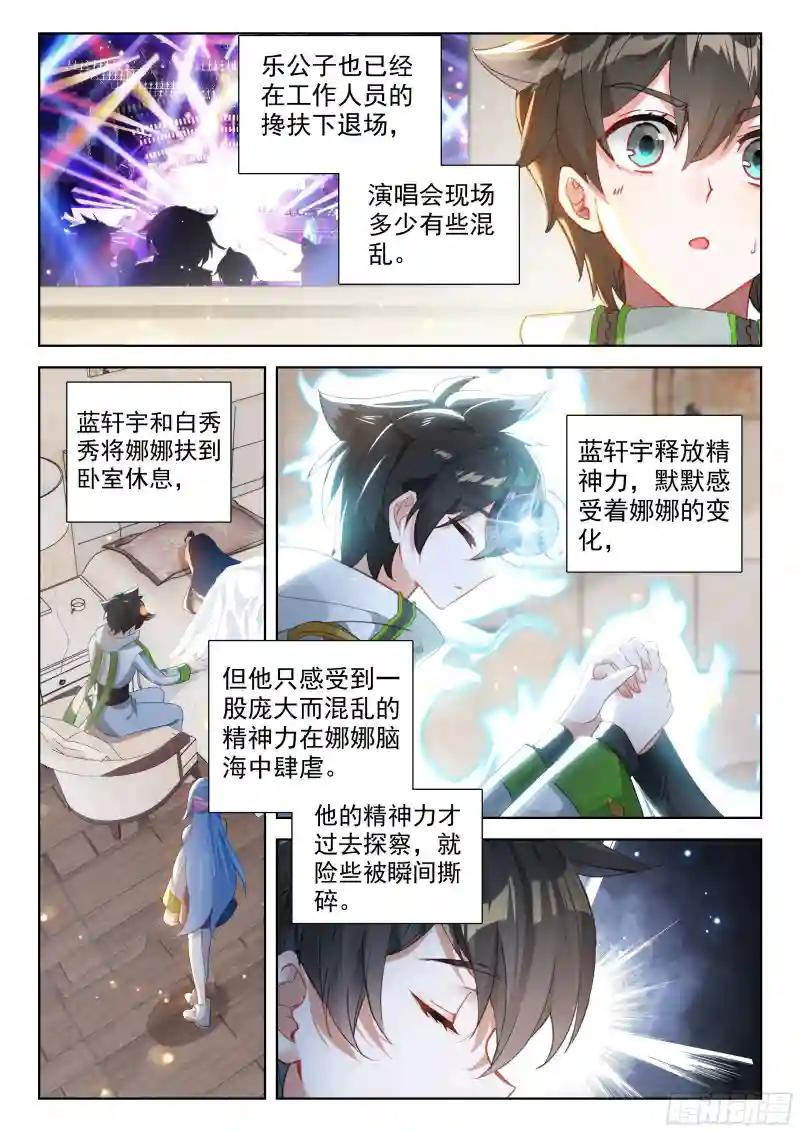 乐公子也已经
在工作人员的
搀扶下退场，
演唱会现场
多少有些混
乱。
蓝轩宇和白秀
秀将娜娜扶到
卧室休息，
蓝轩宇释放精
神力，默默感
受着娜娜的变
化，
但他只感受到一
股庞大而混乱的
精神力在娜娜脑
海中肆虐。
他的精神力才
过去探察，就
险些被瞬间撕
碎。